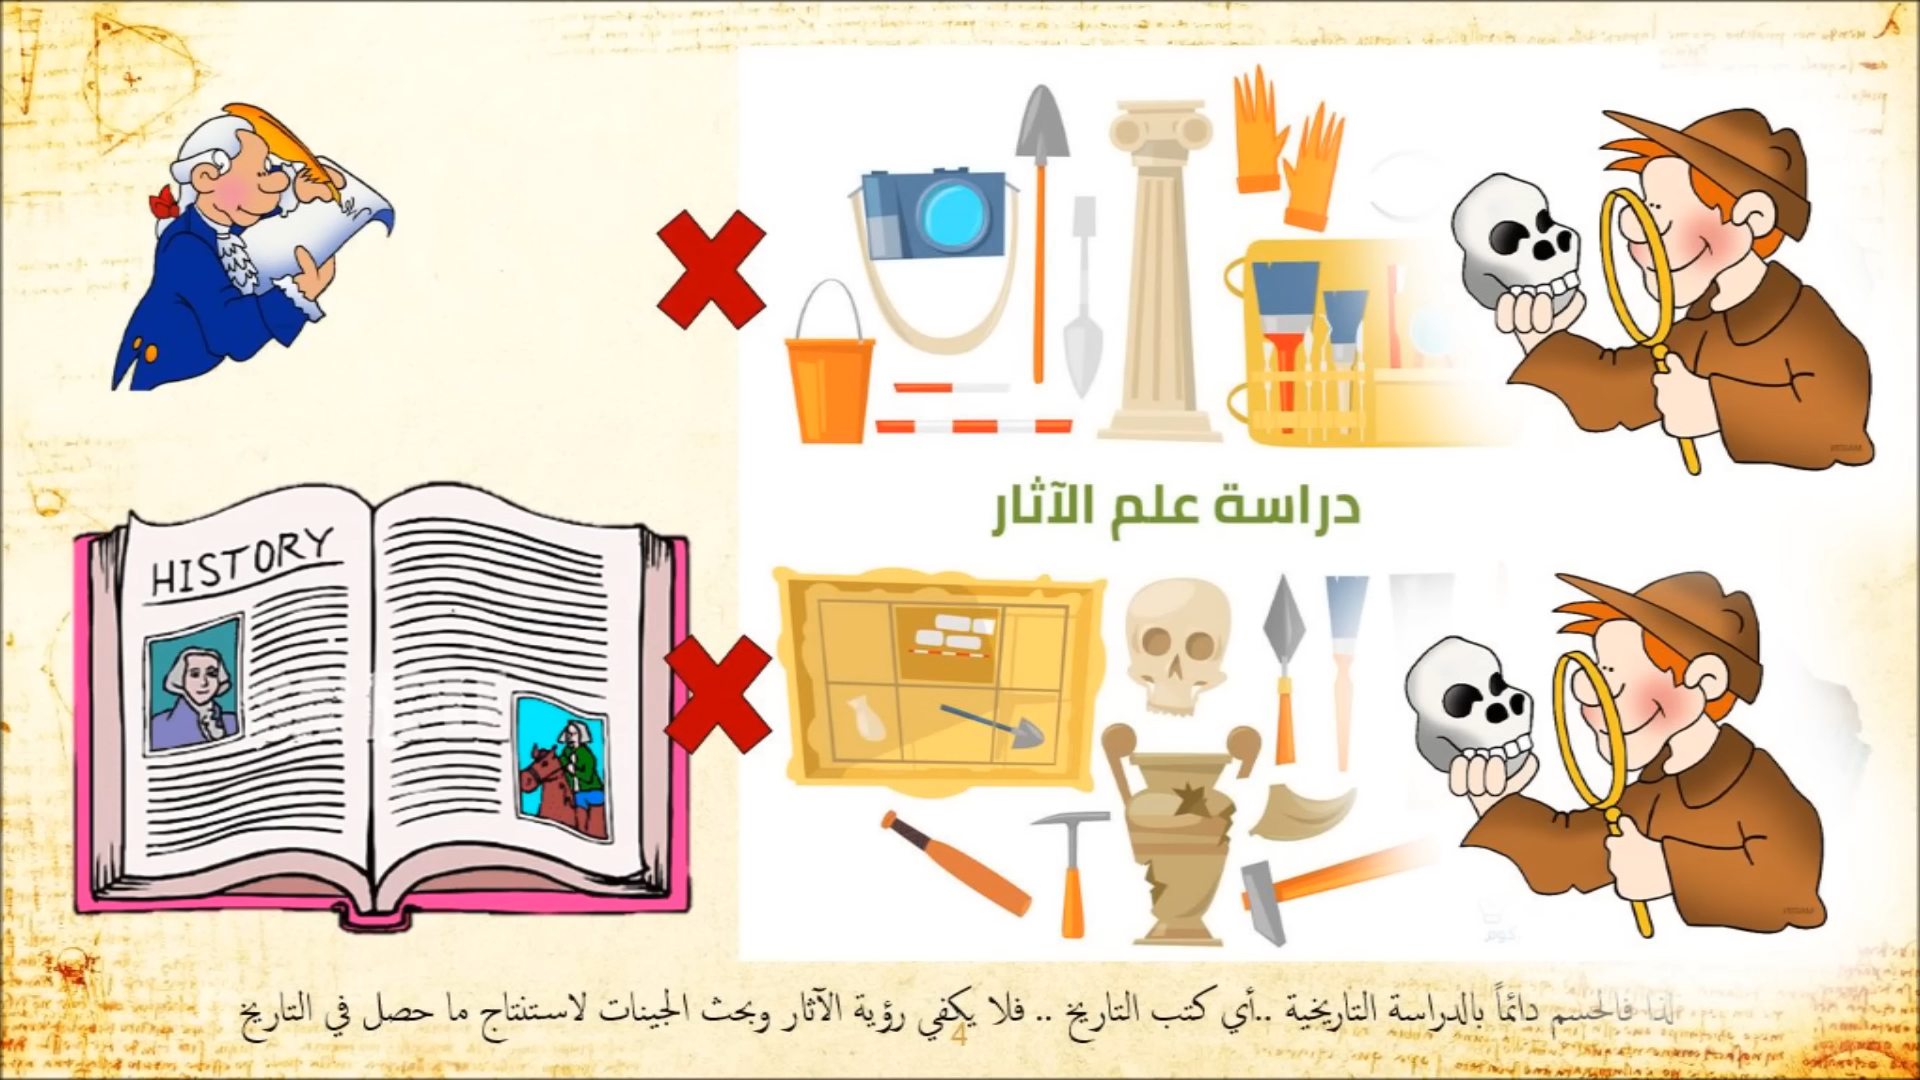 HISTORY
دراسة علم الآثار
لذا فالحسم دائماً بالدراسة التاريخية ..أي كتب التاريخ .. فلا يكفي رؤية الآثار وبحث الجينات لاستنتاج ما حصل في التاريخ
4